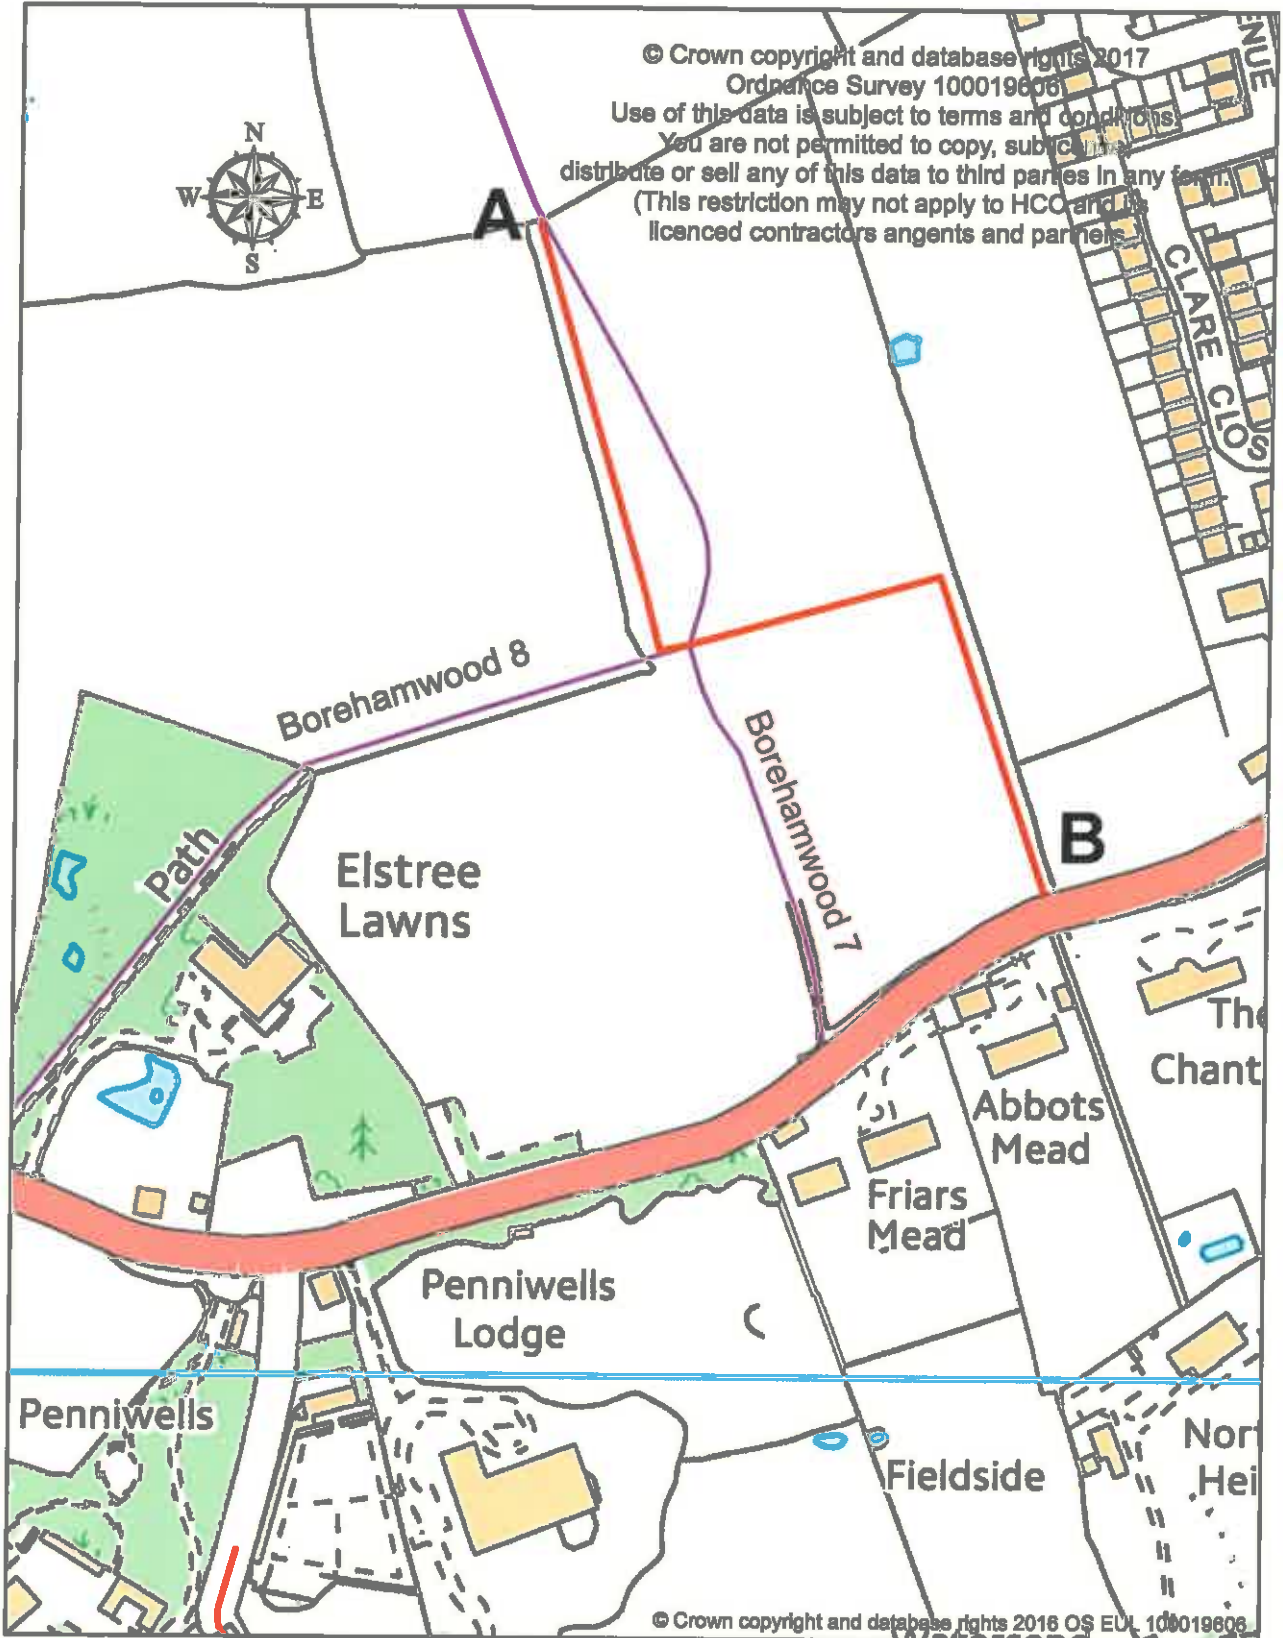 © Crown copyright and database rights 2017
Ordnance Survey 100019606
Use of this data is subject to terms and conditions.
You are not permitted to copy, sublicence,
distribute or sell any of this data to third parties in any form.
(This restriction may not apply to HCC and its
licenced contractors angents and partners
ENUE
N
W
E
S
A
CLARE CLOS
Borehamwood 8
Borehamwood 7
Path
B
Elstree
Lawns
The
Chant
Abbots
Mead
Friars
Mead
Penniwells
Lodge
Penniwells
Fieldside
Nort
Hei
© Crown copyright and database rights 2016 OS EUL 100019606